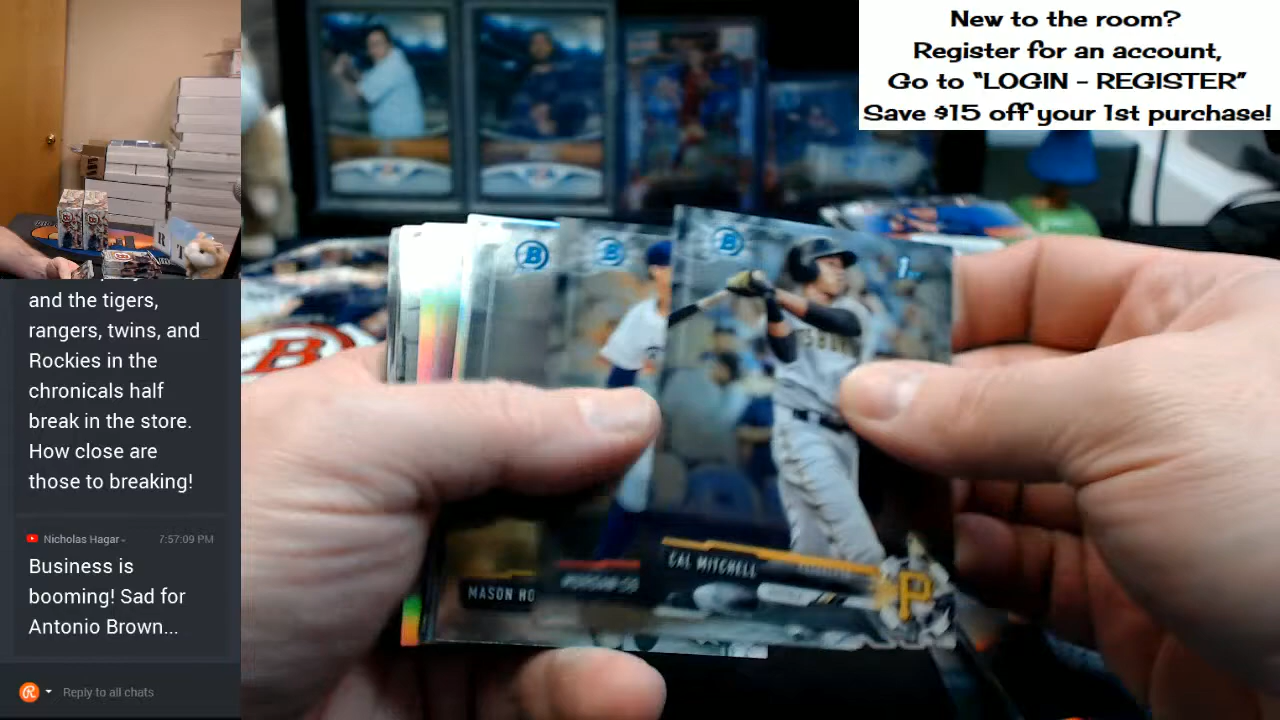 New to the room?
Register for an account,
Go to "LOGIN - REGISTER"
Save $15 off your 1st purchase!
and the tigers,
rangers, twins, and
Rockies in the
chronicals half
break in the store.
How close are
those to breaking!
Nicholas Hagar
7:57:09 PM
Business is
booming! Sad for
Antonio Brown...
Reply to all chats
B
B
B
1st
CAL MITCHELL
MASON HO
P
B